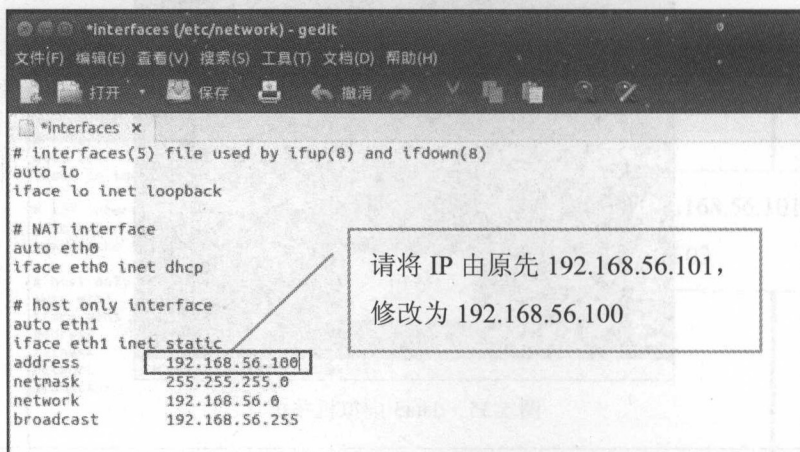 *interfaces (/etc/network) - gedit
文件(F) 编辑(E) 查看(V) 搜索(S) 工具(T) 文档(D) 帮助(H)
打开 保存 撤消
*interfaces ×
# interfaces(5) file used by ifup(8) and ifdown(8)
auto lo
iface lo inet loopback
# NAT interface
auto eth0
iface eth0 inet dhcp
# host only interface
auto eth1
iface eth1 inet static
address 192.168.56.100
netmask 255.255.255.0
network 192.168.56.0
broadcast 192.168.56.255
请将 IP 由原先 192.168.56.101，
修改为 192.168.56.100